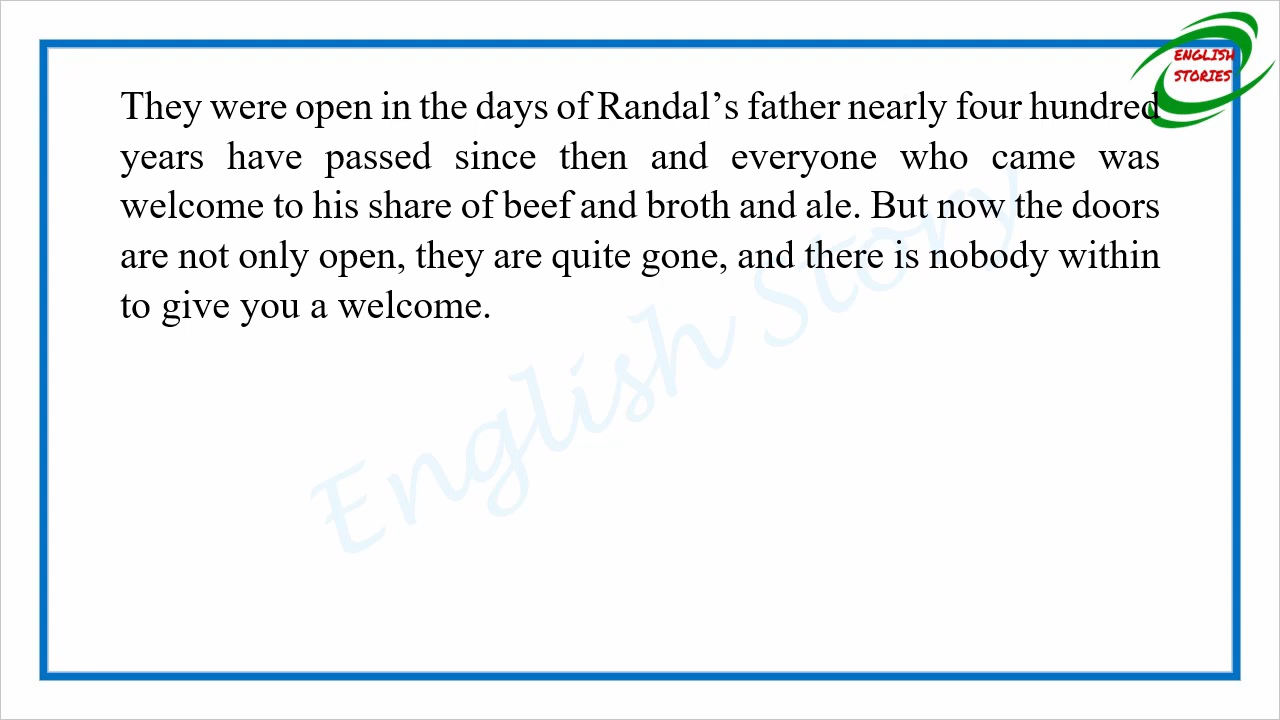 ENGLISH
STORIES
They were open in the days of Randal’s father nearly four hundred
years have passed since then and everyone who came was
welcome to his share of beef and broth and ale. But now the doors
are not only open, they are quite gone, and there is nobody within
to give you a welcome.
English Story